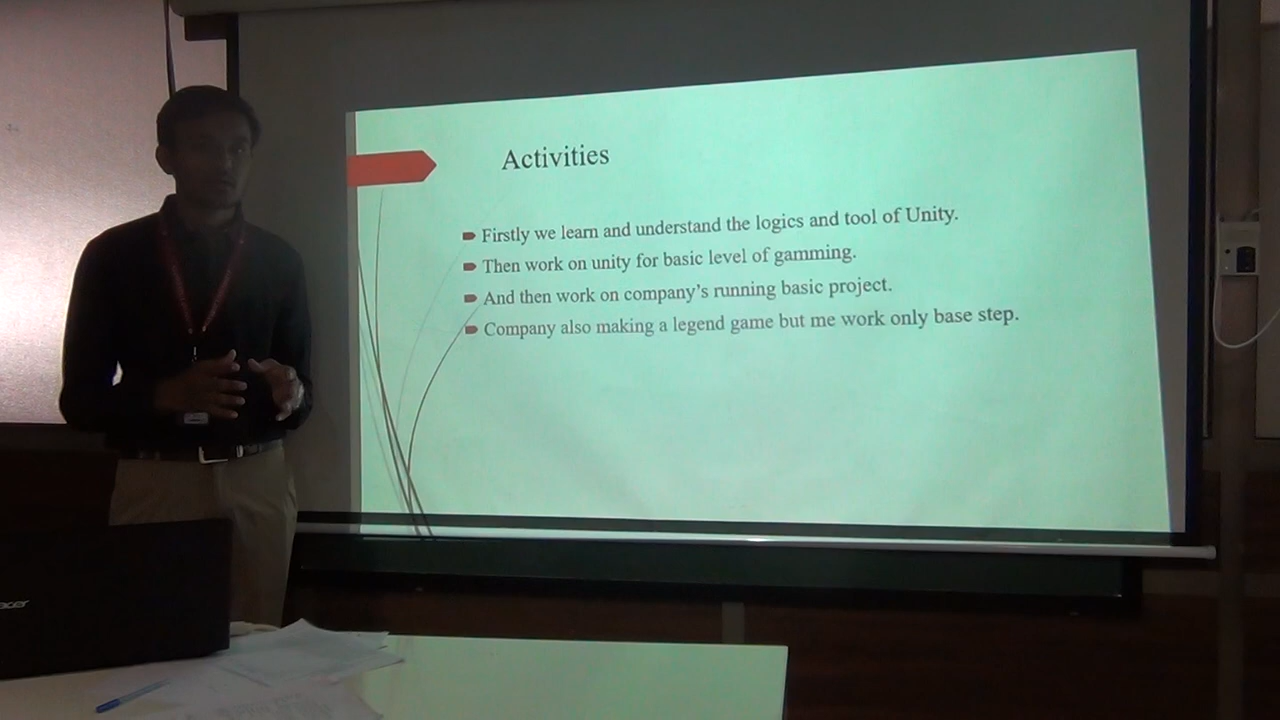 Activities
Firstly we learn and understand the logics and tool of Unity.
Then work on unity for basic level of gamming.
And then work on company's running basic project.
Company also making a legend game but me work only base step.
acer